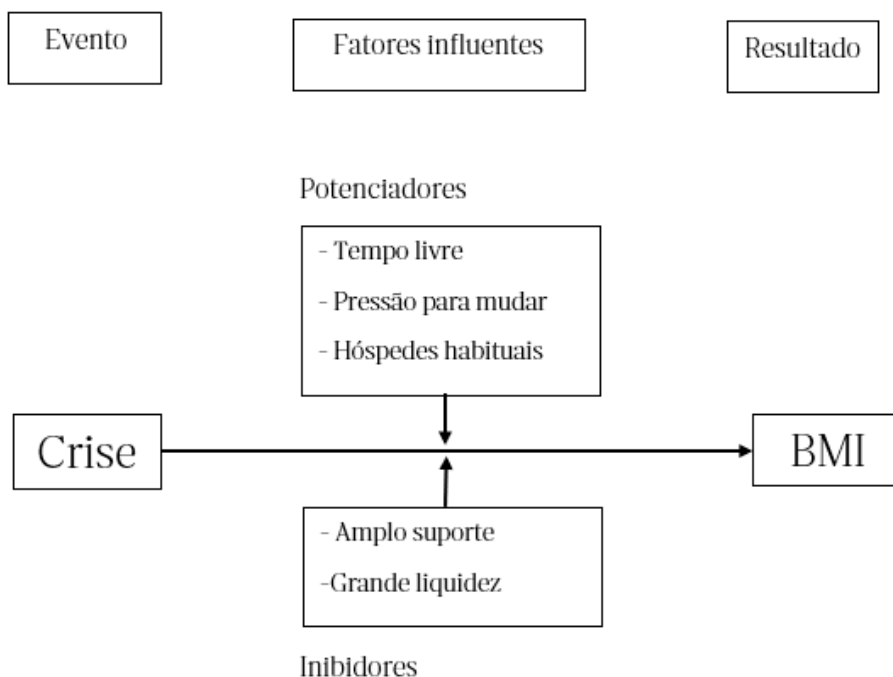 Evento
Fatores influentes
Resultado
Potenciadores
- Tempo livre
- Pressão para mudar
- Hóspedes habituais
Crise
BMI
- Amplo suporte
-Grande liquidez
Inibidores